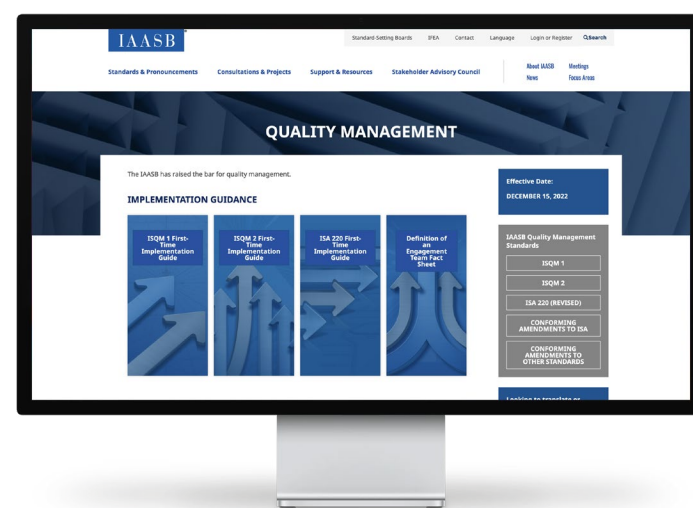 IAASB
Standard-Setting Boards IFEA Contact Language Login or Register Search
Standards & Pronouncements Consultations & Projects Support & Resources Stakeholder Advisory Council
About IAASB Meetings
News Focus Areas
QUALITY MANAGEMENT
The IAASB has raised the bar for quality management.
IMPLEMENTATION GUIDANCE
ISQM 1 First-
Time
Implementation
Guide
ISQM 2 First-
Time
Implementation
Guide
ISA 220 First-
Time
Implementation
Guide
Definition of
an
Engagement
Team Fact
Sheet
Effective Date:
DECEMBER 15, 2022
IAASB Quality Management
Standards
ISQM 1
ISQM 2
ISA 220 (REVISED)
CONFORMING
AMENDMENTS TO ISA
CONFORMING
AMENDMENTS TO
OTHER STANDARDS
Looking to translate or